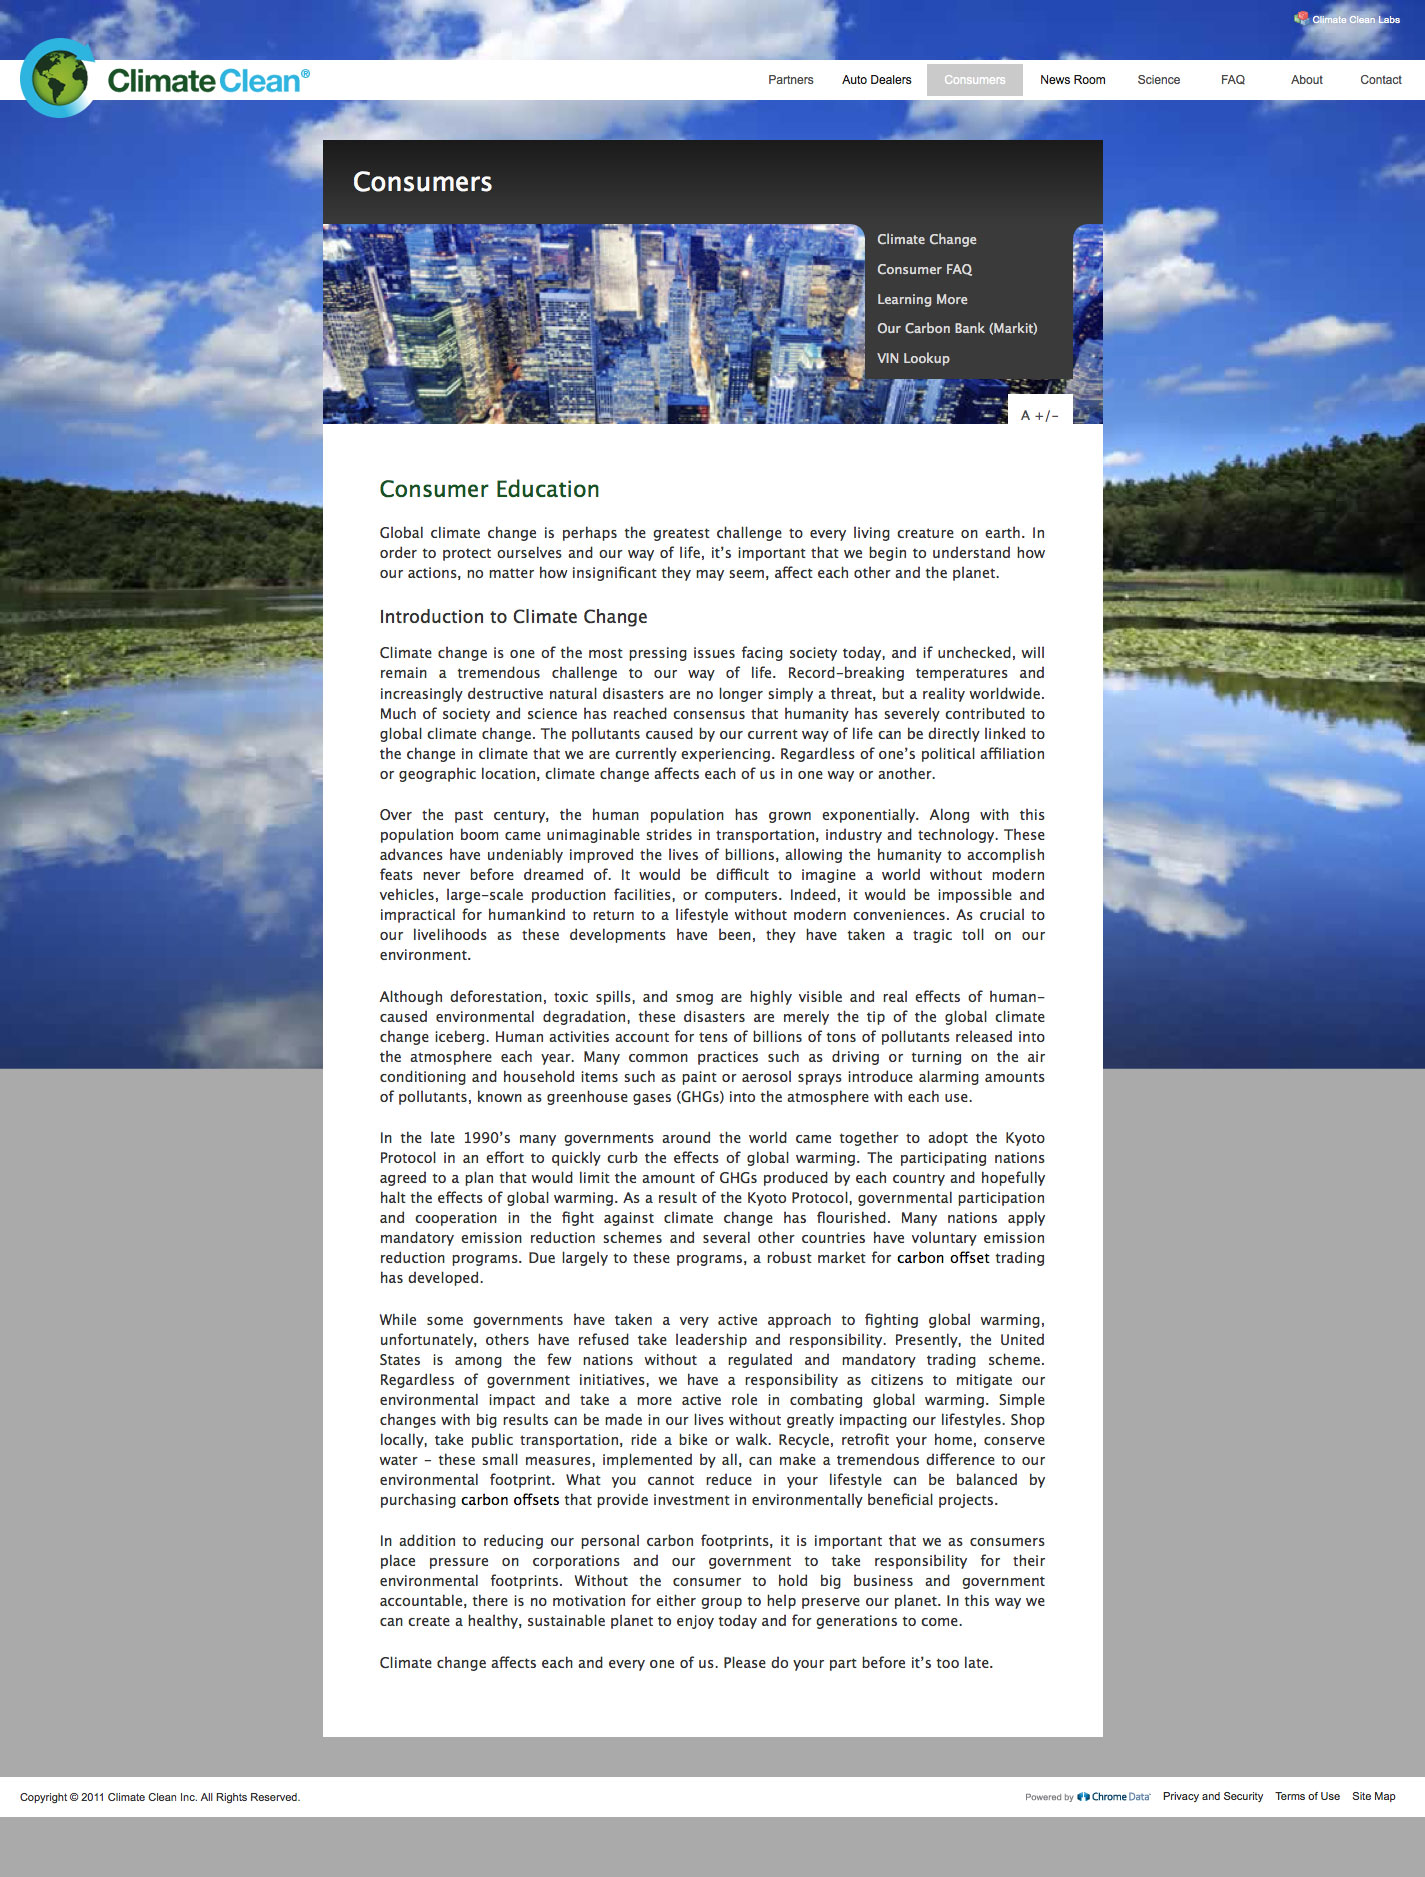 Climate Clean Labs
Climate Clean®
Partners Auto Dealers Consumers News Room Science FAQ About Contact
Consumers
Climate Change
Consumer FAQ
Learning More
Our Carbon Bank (Markit)
VIN Lookup
A +/-
Consumer Education
Global climate change is perhaps the greatest challenge to every living creature on earth. In
order to protect ourselves and our way of life, it's important that we begin to understand how
our actions, no matter how insignificant they may seem, affect each other and the planet.
Introduction to Climate Change
Climate change is one of the most pressing issues facing society today, and if unchecked, will
remain a tremendous challenge to our way of life. Record-breaking temperatures and
increasingly destructive natural disasters are no longer simply a threat, but a reality worldwide.
Much of society and science has reached consensus that humanity has severely contributed to
global climate change. The pollutants caused by our current way of life can be directly linked to
the change in climate that we are currently experiencing. Regardless of one's political affiliation
or geographic location, climate change affects each of us in one way or another.
Over the past century, the human population has grown exponentially. Along with this
population boom came unimaginable strides in transportation, industry and technology. These
advances have undeniably improved the lives of billions, allowing the humanity to accomplish
feats never before dreamed of. It would be difficult to imagine a world without modern
vehicles, large-scale production facilities, or computers. Indeed, it would be impossible and
impractical for humankind to return to a lifestyle without modern conveniences. As crucial to
our livelihoods as these developments have been, they have taken a tragic toll on our
environment.
Although deforestation, toxic spills, and smog are highly visible and real effects of human-
caused environmental degradation, these disasters are merely the tip of the global climate
change iceberg. Human activities account for tens of billions of tons of pollutants released into
the atmosphere each year. Many common practices such as driving or turning on the air
conditioning and household items such as paint or aerosol sprays introduce alarming amounts
of pollutants, known as greenhouse gases (GHGs) into the atmosphere with each use.
In the late 1990's many governments around the world came together to adopt the Kyoto
Protocol in an effort to quickly curb the effects of global warming. The participating nations
agreed to a plan that would limit the amount of GHGs produced by each country and hopefully
halt the effects of global warming. As a result of the Kyoto Protocol, governmental participation
and cooperation in the fight against climate change has flourished. Many nations apply
mandatory emission reduction schemes and several other countries have voluntary emission
reduction programs. Due largely to these programs, a robust market for carbon offset trading
has developed.
While some governments have taken a very active approach to fighting global warming,
unfortunately, others have refused take leadership and responsibility. Presently, the United
States is among the few nations without a regulated and mandatory trading scheme.
Regardless of government initiatives, we have a responsibility as citizens to mitigate our
environmental impact and take a more active role in combating global warming. Simple
changes with big results can be made in our lives without greatly impacting our lifestyles. Shop
locally, take public transportation, ride a bike or walk. Recycle, retrofit your home, conserve
water – these small measures, implemented by all, can make a tremendous difference to our
environmental footprint. What you cannot reduce in your lifestyle can be balanced by
purchasing carbon offsets that provide investment in environmentally beneficial projects.
In addition to reducing our personal carbon footprints, it is important that we as consumers
place pressure on corporations and our government to take responsibility for their
environmental footprints. Without the consumer to hold big business and government
accountable, there is no motivation for either group to help preserve our planet. In this way we
can create a healthy, sustainable planet to enjoy today and for generations to come.
Climate change affects each and every one of us. Please do your part before it's too late.
Copyright © 2011 Climate Clean Inc. All Rights Reserved.
Powered by Chrome Data Privacy and Security Terms of Use Site Map